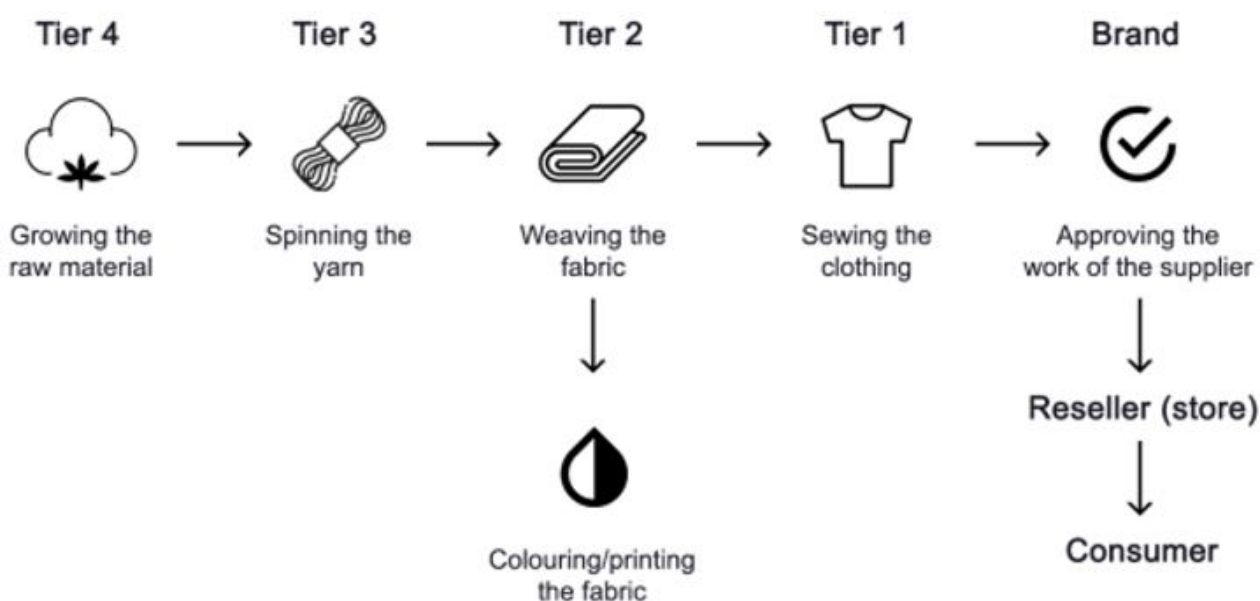 Tier 4
Tier 3
Tier 2
Tier 1
Brand
Growing the
raw material
Spinning the
yarn
Weaving the
fabric
Sewing the
clothing
Approving the
work of the supplier
Reseller (store)
Consumer
Colouring/printing
the fabric